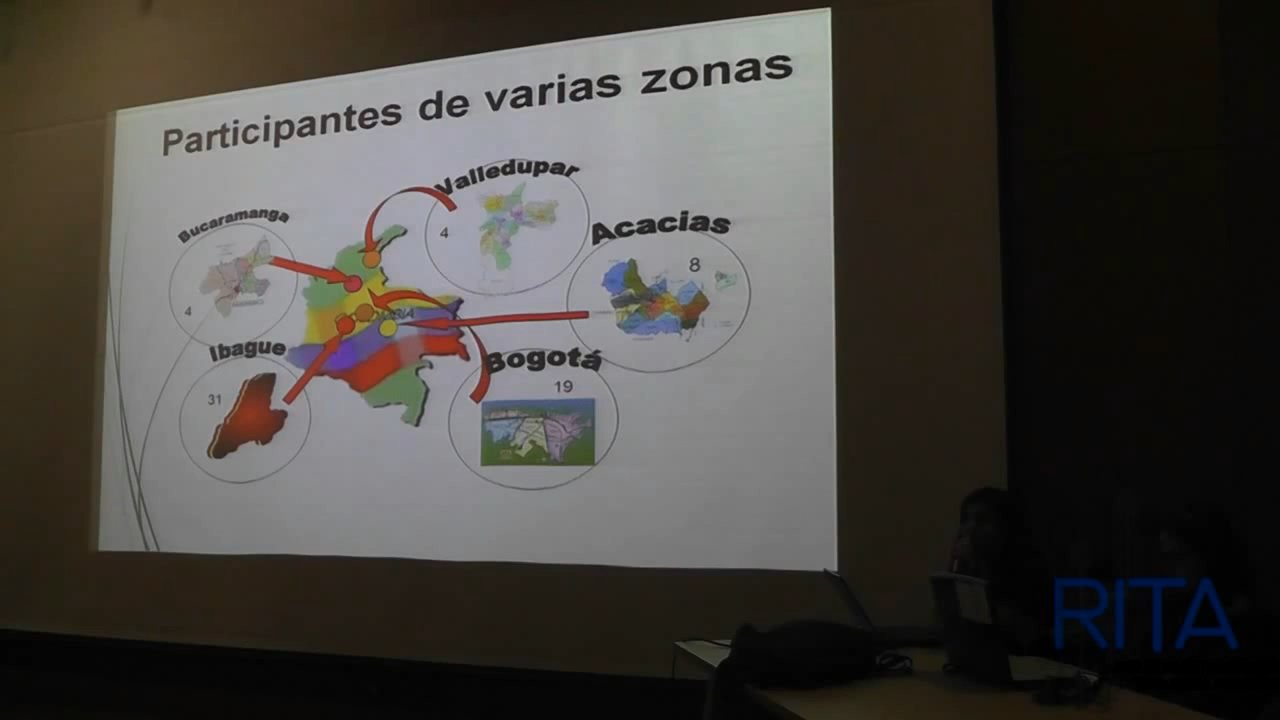 Participantes de varias zonas
Valledupar
4
Bucaramanga
4
Acacias
8
Ibague
31
Bogotá
19
RITA